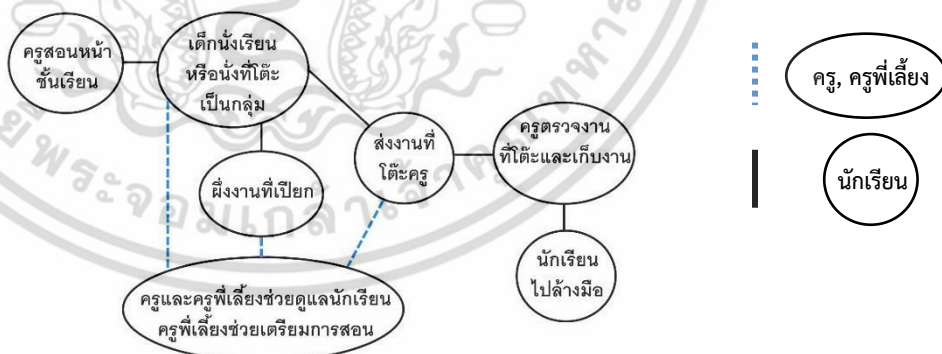 ครูสอนหน้า
ชั้นเรียน
เด็กนั่งเรียน
หรือนั่งที่โต๊ะ
เป็นกลุ่ม
ส่งงานที่
โต๊ะครู
ครูตรวจงาน
ที่โต๊ะและเก็บงาน
ผึ่งงานที่เปียก
นักเรียน
ไปล้างมือ
ครูและครูพี่เลี้ยงช่วยดูแลนักเรียน
ครูพี่เลี้ยงช่วยเตรียมการสอน
ครู, ครูพี่เลี้ยง
นักเรียน